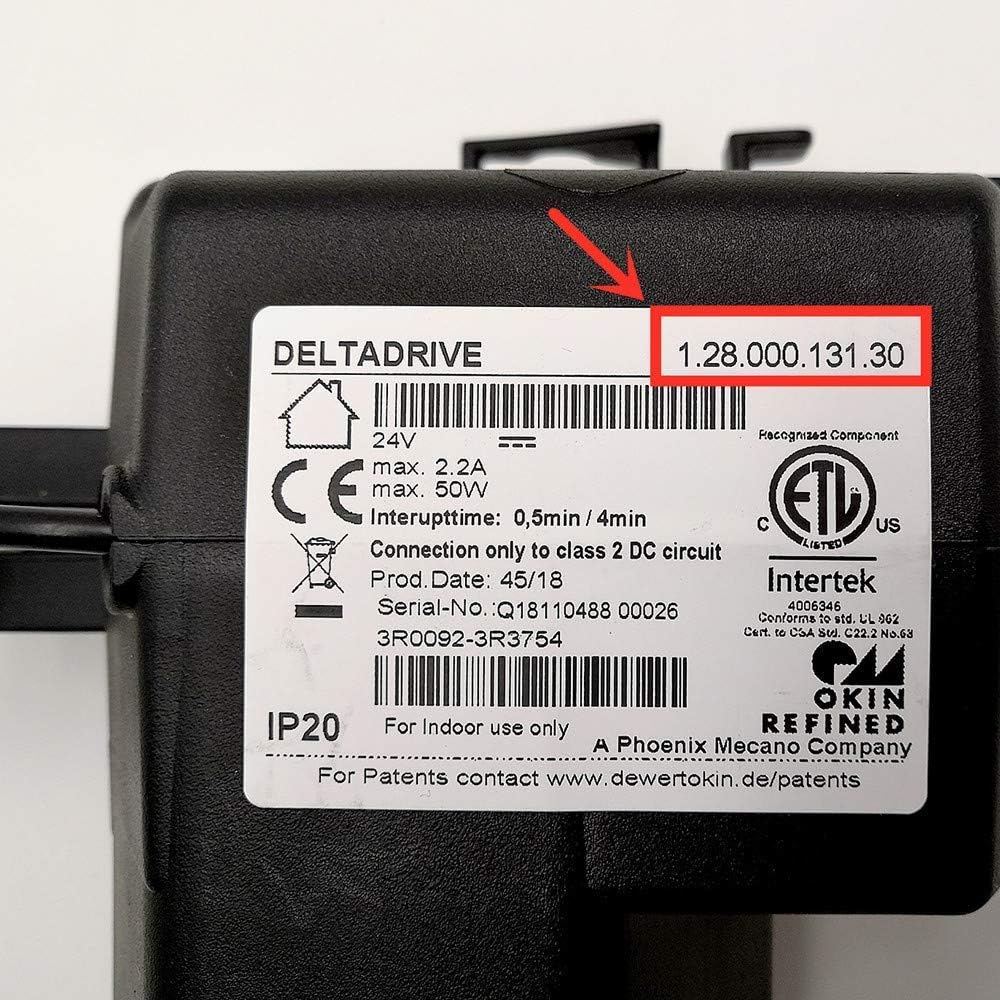 DELTADRIVE 1.28.000.131.30
24V
max. 2.2A
max. 50W
Interupttime: 0,5min / 4min
Connection only to class 2 DC circuit
Prod.Date: 45/18
Serial-No.:Q18110488 00026
3R0092-3R3754
CE
IP20
For Indoor use only
Recognized Component
ETL
CM
C US
LISTED
Intertek
4006346
Conforms to std. UL 962
Cert. to CSA Std. C22.2 No.68
OKIN
REFINED
A Phoenix Mecano Company
For Patents contact www.dewertokin.de/patents